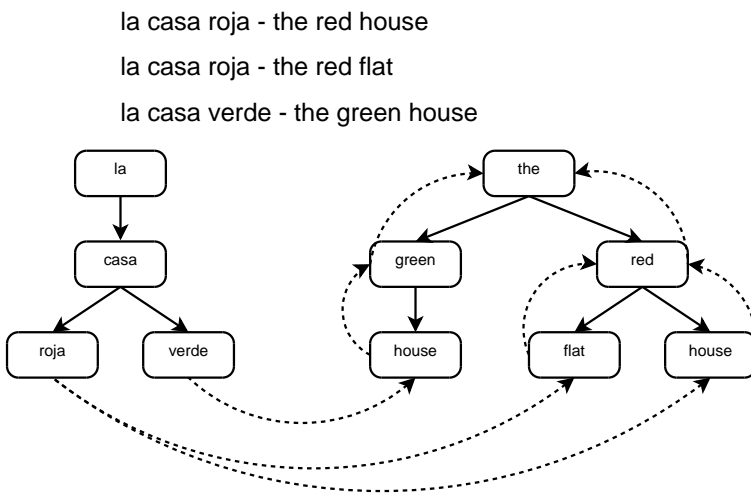 la casa roja - the red house
la casa roja - the red flat
la casa verde - the green house
la the
casa green red
roja verde house flat house